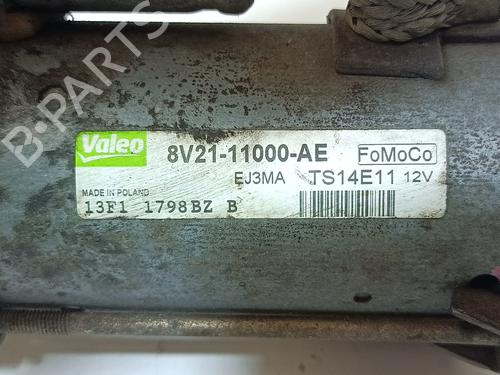 B-PARTS
Valeo
8V21-11000-AE FoMoCo
EJ3MA TS14E11 12V
MADE IN POLAND
13F1 1798BZ B